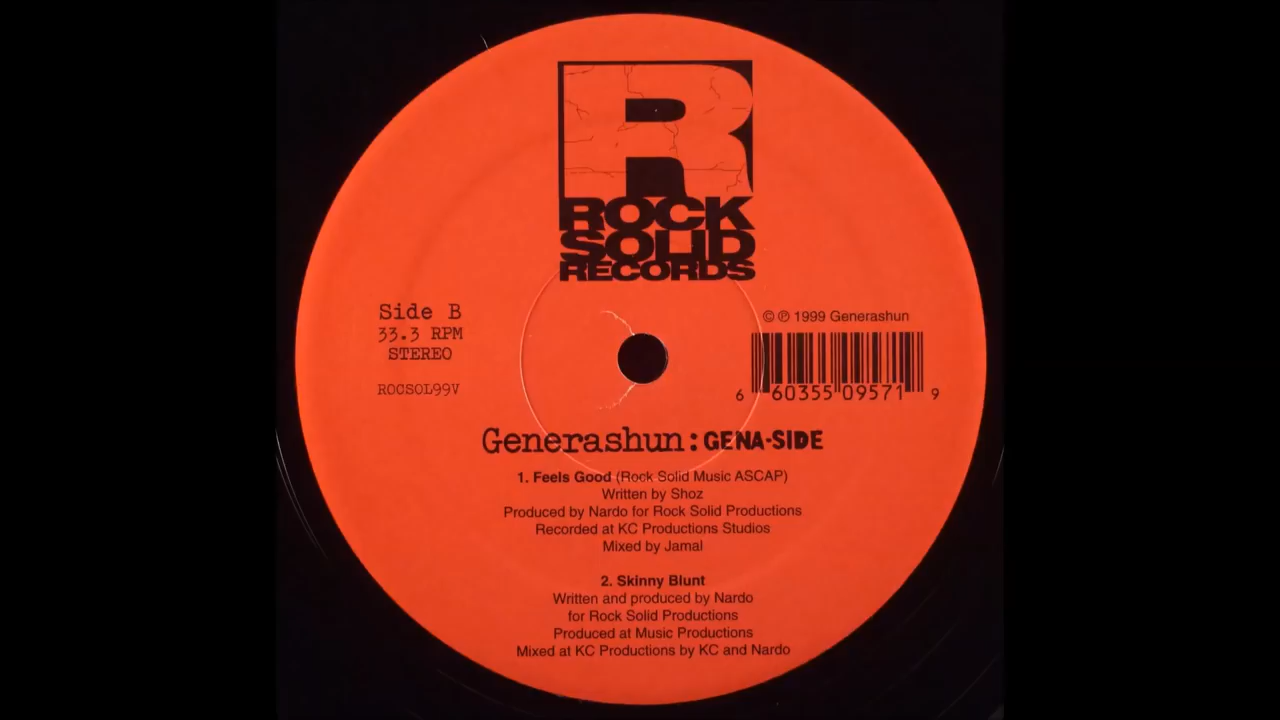 R
ROCK
SOLID
RECORDS
Side B
33.3 RPM
STEREO
ROCSOL99V
© ℗ 1999 Generashun
6 60355 09571 9
Generashun: GENA-SIDE
1. Feels Good (Rock Solid Music ASCAP)
Written by Shoz
Produced by Nardo for Rock Solid Productions
Recorded at KC Productions Studios
Mixed by Jamal
2. Skinny Blunt
Written and produced by Nardo
for Rock Solid Productions
Produced at Music Productions
Mixed at KC Productions by KC and Nardo